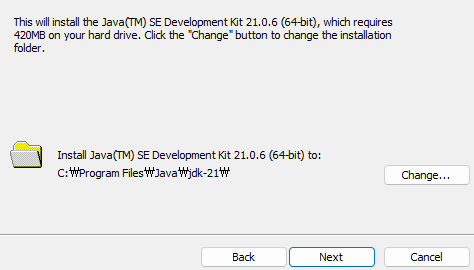 This will install the Java(TM) SE Development Kit 21.0.6 (64-bit), which requires
420MB on your hard drive. Click the "Change" button to change the installation
folder.
Install Java(TM) SE Development Kit 21.0.6 (64-bit) to:
C:₩Program Files₩Java₩jdk-21₩
Change...
Back
Next
Cancel